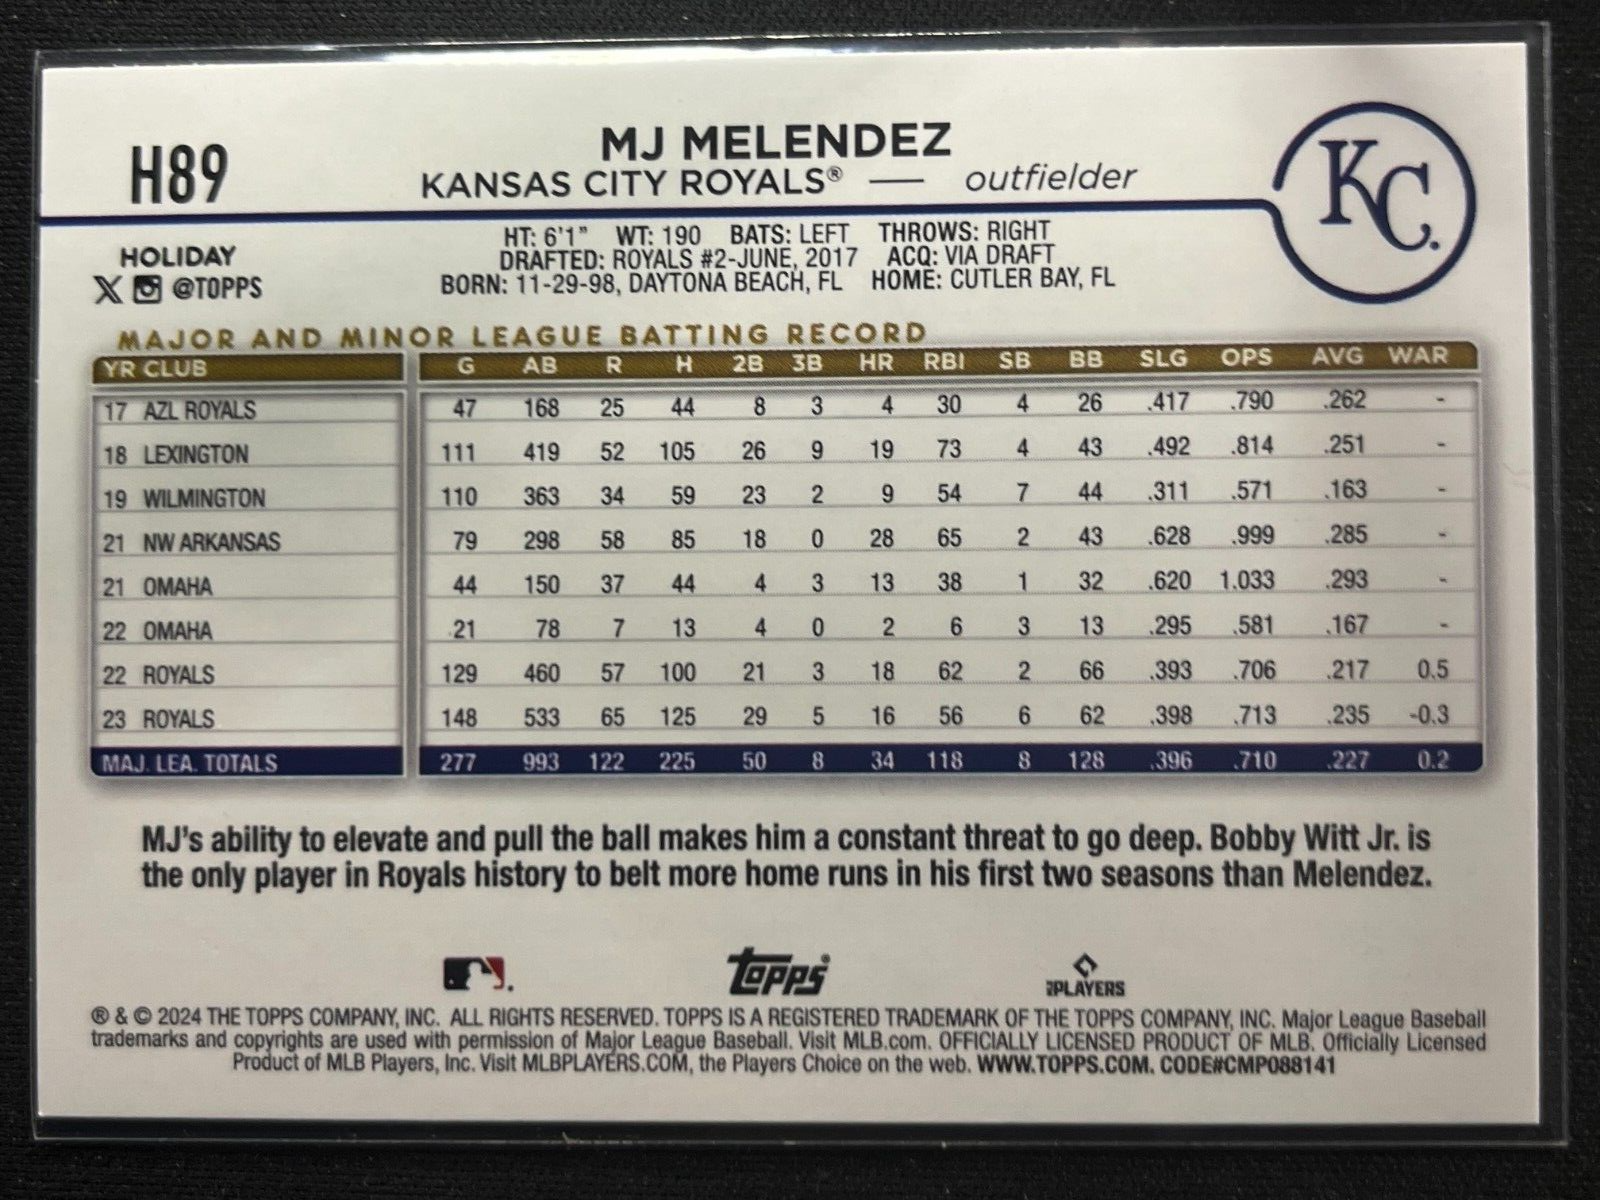 H89
MJ MELENDEZ
KANSAS CITY ROYALS® — outfielder
KC.
HOLIDAY
X @TOPPS
HT: 6'1" WT: 190 BATS: LEFT THROWS: RIGHT
DRAFTED: ROYALS #2-JUNE, 2017 ACQ: VIA DRAFT
BORN: 11-29-98, DAYTONA BEACH, FL HOME: CUTLER BAY, FL
MAJOR AND MINOR LEAGUE BATTING RECORD
YR CLUB G AB R H 2B 3B HR RBI SB BB SLG OPS AVG WAR
17 AZL ROYALS 47 168 25 44 8 3 4 30 4 26 .417 .790 .262 -
18 LEXINGTON 111 419 52 105 26 9 19 73 4 43 .492 .814 .251 -
19 WILMINGTON 110 363 34 59 23 2 9 54 7 44 .311 .571 .163 -
21 NW ARKANSAS 79 298 58 85 18 0 28 65 2 43 .628 .999 .285 -
21 OMAHA 44 150 37 44 4 3 13 38 1 32 .620 1.033 .293 -
22 OMAHA 21 78 7 13 4 0 2 6 3 13 .295 .581 .167 -
22 ROYALS 129 460 57 100 21 3 18 62 2 66 .393 .706 .217 0.5
23 ROYALS 148 533 65 125 29 5 16 56 6 62 .398 .713 .235 -0.3
MAJ. LEA. TOTALS 277 993 122 225 50 8 34 118 8 128 .396 .710 .227 0.2
MJ's ability to elevate and pull the ball makes him a constant threat to go deep. Bobby Witt Jr. is
the only player in Royals history to belt more home runs in his first two seasons than Melendez.
Topps®
PLAYERS
® & © 2024 THE TOPPS COMPANY, INC. ALL RIGHTS RESERVED. TOPPS IS A REGISTERED TRADEMARK OF THE TOPPS COMPANY, INC. Major League Baseball
trademarks and copyrights are used with permission of Major League Baseball. Visit MLB.com. OFFICIALLY LICENSED PRODUCT OF MLB. Officially Licensed
Product of MLB Players, Inc. Visit MLBPLAYERS.COM, the Players Choice on the web. WWW.TOPPS.COM. CODE#CMP088141